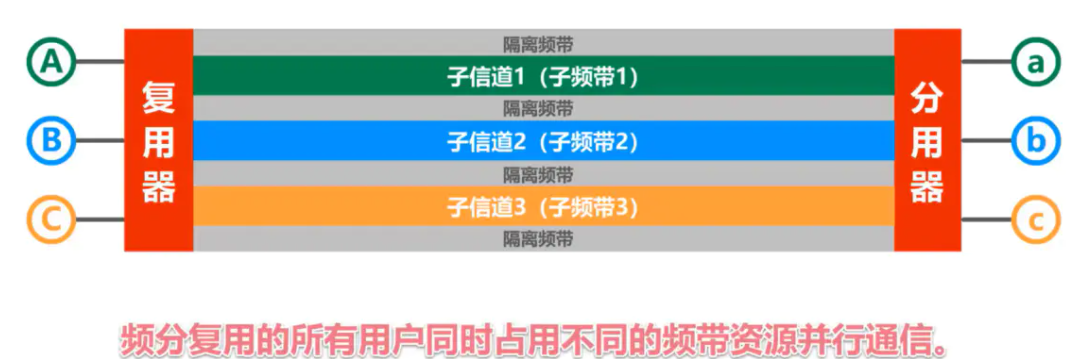 隔离频带
A
子信道1（子频带1）
a
复用器
分用器
隔离频带
B
子信道2（子频带2）
b
隔离频带
C
子信道3（子频带3）
c
隔离频带
频分复用的所有用户同时占用不同的频带资源并行通信。